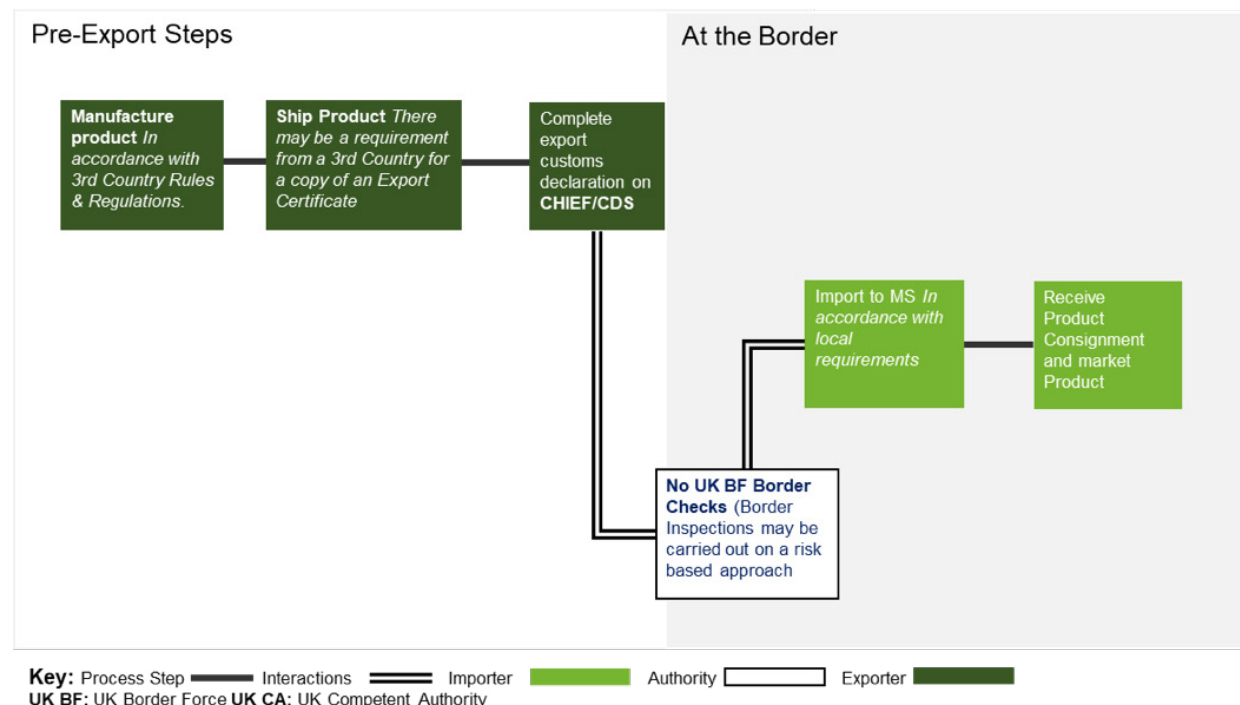 Pre-Export Steps
At the Border
Manufacture
product In
accordance with
3rd Country Rules
& Regulations.
Ship Product There
may be a requirement
from a 3rd Country for
a copy of an Export
Certificate
Complete
export
customs
declaration on
CHIEF/CDS
Import to MS In
accordance with
local
requirements
Receive
Product
Consignment
and market
Product
No UK BF Border
Checks (Border
Inspections may be
carried out on a risk
based approach
Key: Process Step Interactions Importer Authority Exporter
UK BF: UK Border Force UK CA: UK Competent Authority